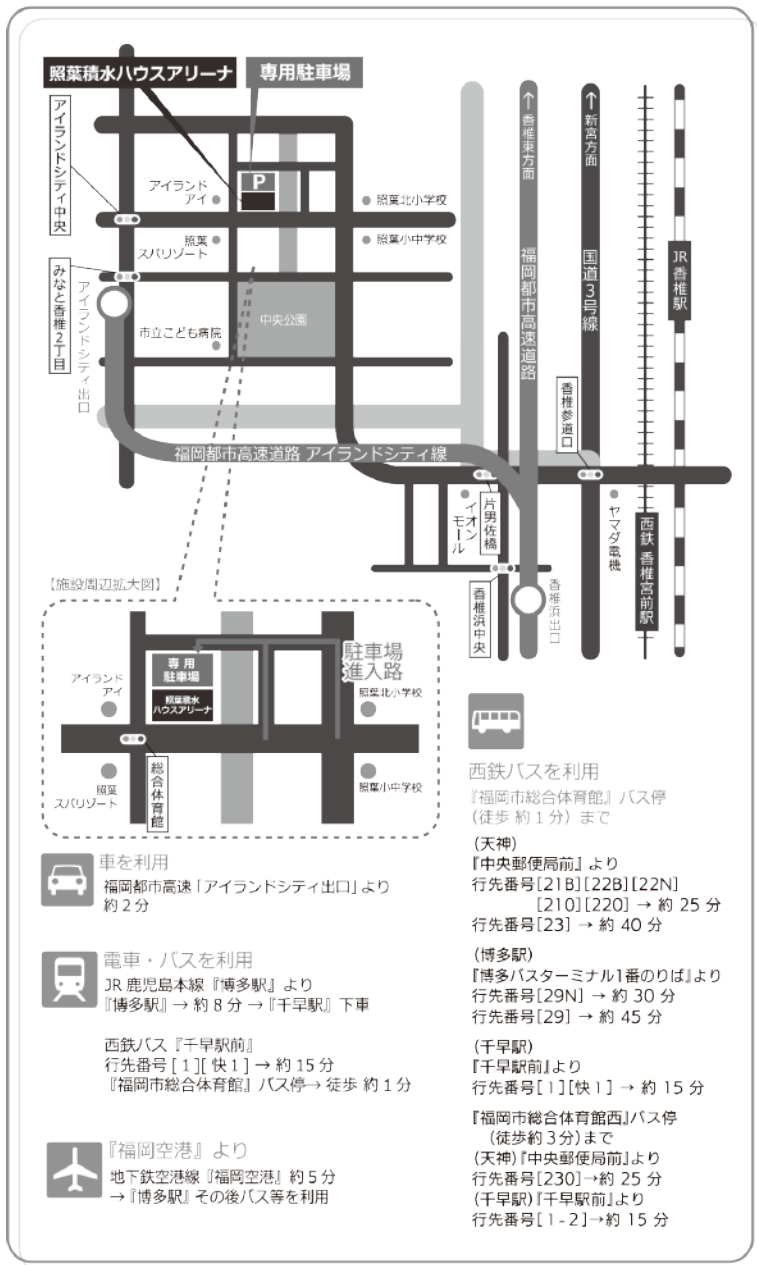 照葉積水ハウスアリーナ
専用駐車場
アイランドシティ中央
P
アイランド
アイ
照葉北小学校
照葉
スパリゾート
照葉小中学校
みなと香椎2丁目
アイランドシティ出口
市立こども病院
中央公園
←香椎東方面
福岡都市高速道路
←新宮方面
国道3号線
JR 香椎駅
香椎参道口
福岡都市高速道路 アイランドシティ線
イオン
モール
片男佐橋
ヤマダ電機
西鉄 香椎宮前駅
香椎浜中央
香椎浜出口
【施設周辺拡大図】
専 用
駐車場
照葉積水
ハウスアリーナ
駐車場
進入路
アイランド
アイ
照葉北小学校
照葉
スパリゾート
総合体育館
照葉小中学校
車を利用
福岡都市高速「アイランドシティ出口」より
約2分
電車・バスを利用
JR 鹿児島本線『博多駅』より
『博多駅』→ 約8分 →『千早駅』下車
西鉄バス『千早駅前』
行先番号[1][快1] → 約15分
『福岡市総合体育館』バス停→ 徒歩 約1分
『福岡空港』より
地下鉄空港線『福岡空港』約5分
→『博多駅』その後バス等を利用
西鉄バスを利用
『福岡市総合体育館』バス停
(徒歩 約1分) まで
(天神)
『中央郵便局前』より
行先番号[21B][22B][22N]
[210][220] → 約 25 分
行先番号[23] → 約 40 分
(博多駅)
『博多バスターミナル1番のりば』より
行先番号[29N] → 約 30 分
行先番号[29] → 約 45 分
(千早駅)
『千早駅前』より
行先番号[1][快1] → 約 15 分
『福岡市総合体育館西』バス停
(徒歩約3分)まで
(天神)『中央郵便局前』より
行先番号[230]→約 25 分
(千早駅)『千早駅前』より
行先番号[1-2]→約 15 分